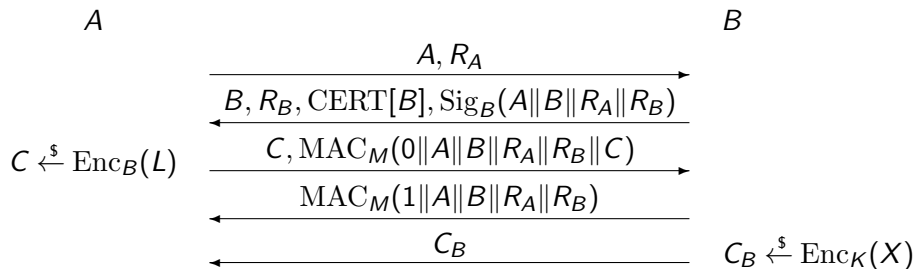 A B
A, R_A
B, R_B, CERT[B], Sig_B(A‖B‖R_A‖R_B)
C ←$ Enc_B(L) C, MAC_M(0‖A‖B‖R_A‖R_B‖C)
MAC_M(1‖A‖B‖R_A‖R_B)
C_B C_B ←$ Enc_K(X)